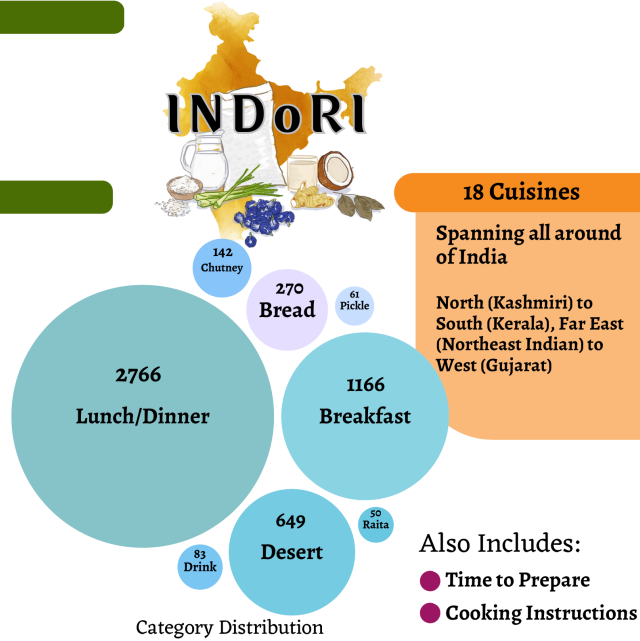 INDoRI
18 Cuisines
Spanning all around
of India
North (Kashmiri) to
South (Kerala), Far East
(Northeast Indian) to
West (Gujarat)
142
Chutney
270
Bread
61
Pickle
2766
Lunch/Dinner
1166
Breakfast
649
Desert
50
Raita
83
Drink
Category Distribution
Also Includes:
Time to Prepare
Cooking Instructions